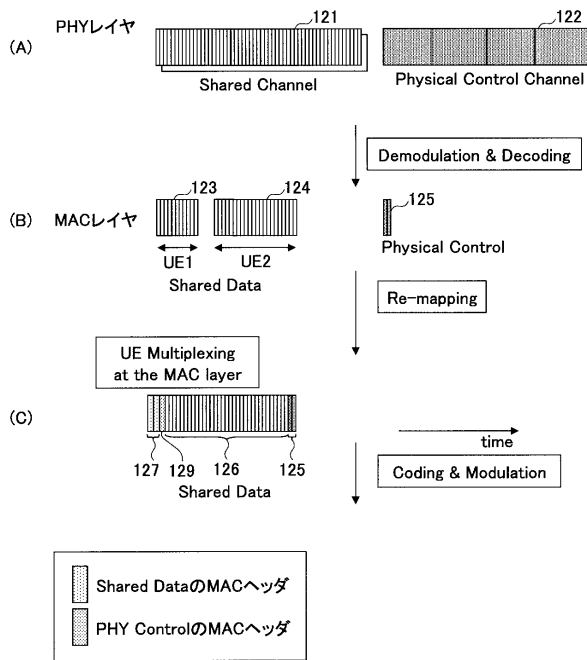 PHYレイヤ
121
122
(A)
Shared Channel
Physical Control Channel
Demodulation & Decoding
123
124
125
(B)
MACレイヤ
UE1
UE2
Physical Control
Shared Data
Re-mapping
UE Multiplexing
at the MAC layer
(C)
time
127
129
126
125
Shared Data
Coding & Modulation
Shared DataのMACヘッダ
PHY ControlのMACヘッダ